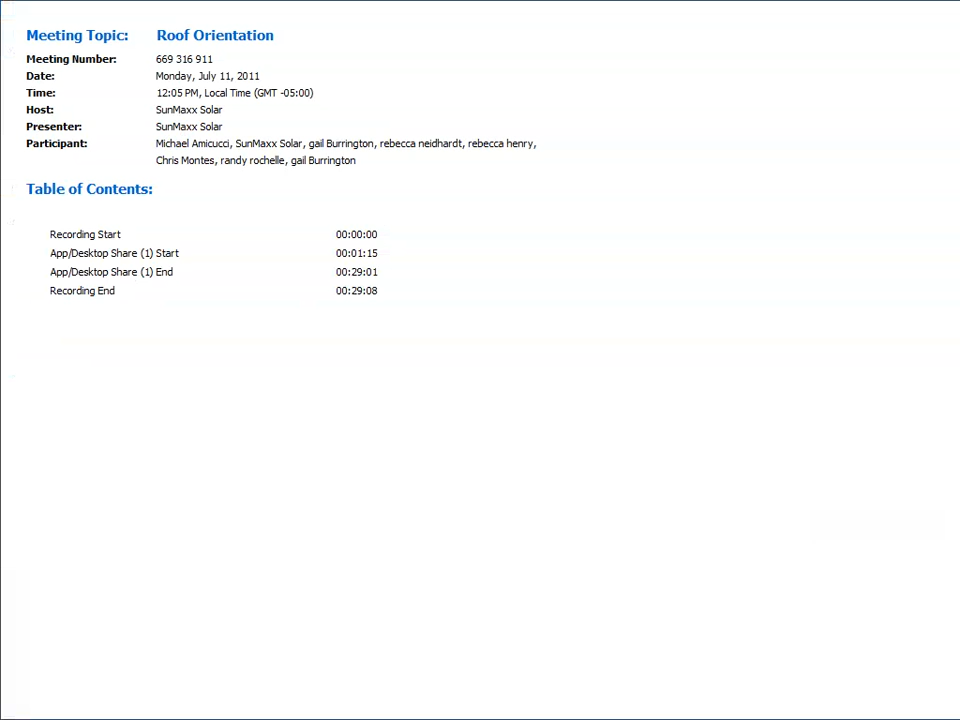 Meeting Topic: Roof Orientation
Meeting Number: 669 316 911
Date: Monday, July 11, 2011
Time: 12:05 PM, Local Time (GMT -05:00)
Host: SunMaxx Solar
Presenter: SunMaxx Solar
Participant: Michael Amicucci, SunMaxx Solar, gail Burrington, rebecca neidhardt, rebecca henry,
Chris Montes, randy rochelle, gail Burrington
Table of Contents:
Recording Start 00:00:00
App/Desktop Share (1) Start 00:01:15
App/Desktop Share (1) End 00:29:01
Recording End 00:29:08